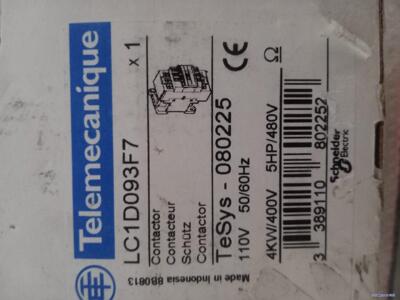 Telemecanique
LC1D093F7
x 1
Contactor
Contacteur
Schütz
Contactor
TeSys - 080225
110V 50/60Hz
4KW/400V 5HP/480V
3 389110 802252
Schneider
Electric
Made in Indonesia 8B0813